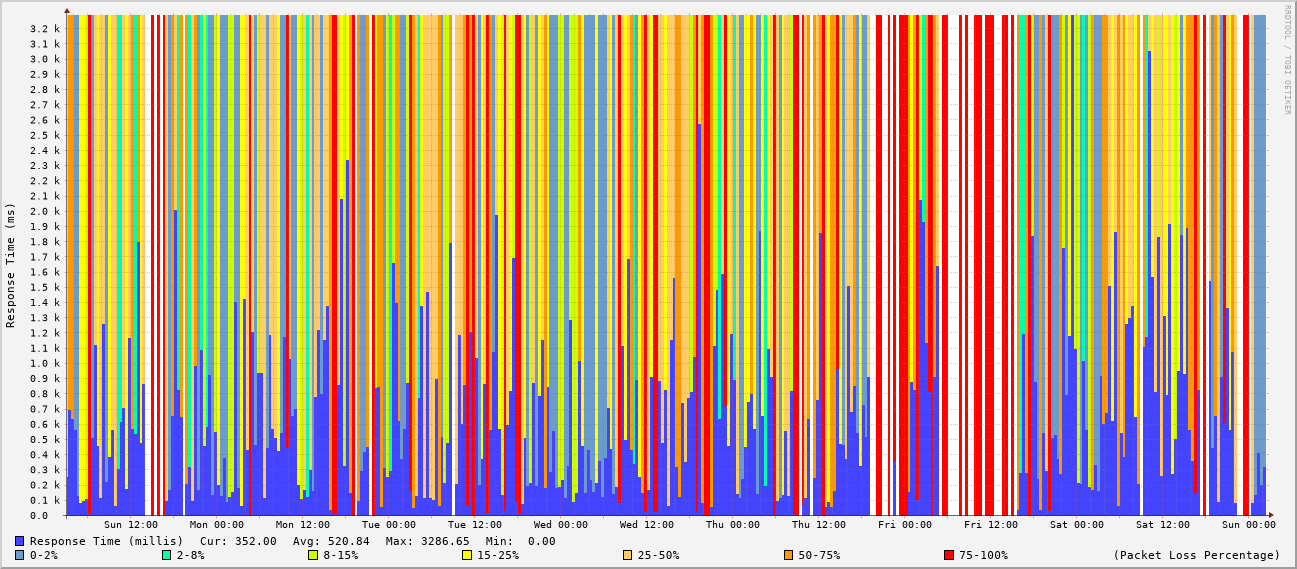 RRDTOOL / TOBI OETIKER
Response Time (ms)
3.2 k
3.1 k
3.0 k
2.9 k
2.8 k
2.7 k
2.6 k
2.5 k
2.4 k
2.3 k
2.2 k
2.1 k
2.0 k
1.9 k
1.8 k
1.7 k
1.6 k
1.5 k
1.4 k
1.3 k
1.2 k
1.1 k
1.0 k
0.9 k
0.8 k
0.7 k
0.6 k
0.5 k
0.4 k
0.3 k
0.2 k
0.1 k
0.0
Sun 12:00 Mon 00:00 Mon 12:00 Tue 00:00 Tue 12:00 Wed 00:00 Wed 12:00 Thu 00:00 Thu 12:00 Fri 00:00 Fri 12:00 Sat 00:00 Sat 12:00 Sun 00:00
Response Time (millis) Cur: 352.00 Avg: 520.84 Max: 3286.65 Min: 0.00
0-2% 2-8% 8-15% 15-25% 25-50% 50-75% 75-100% (Packet Loss Percentage)